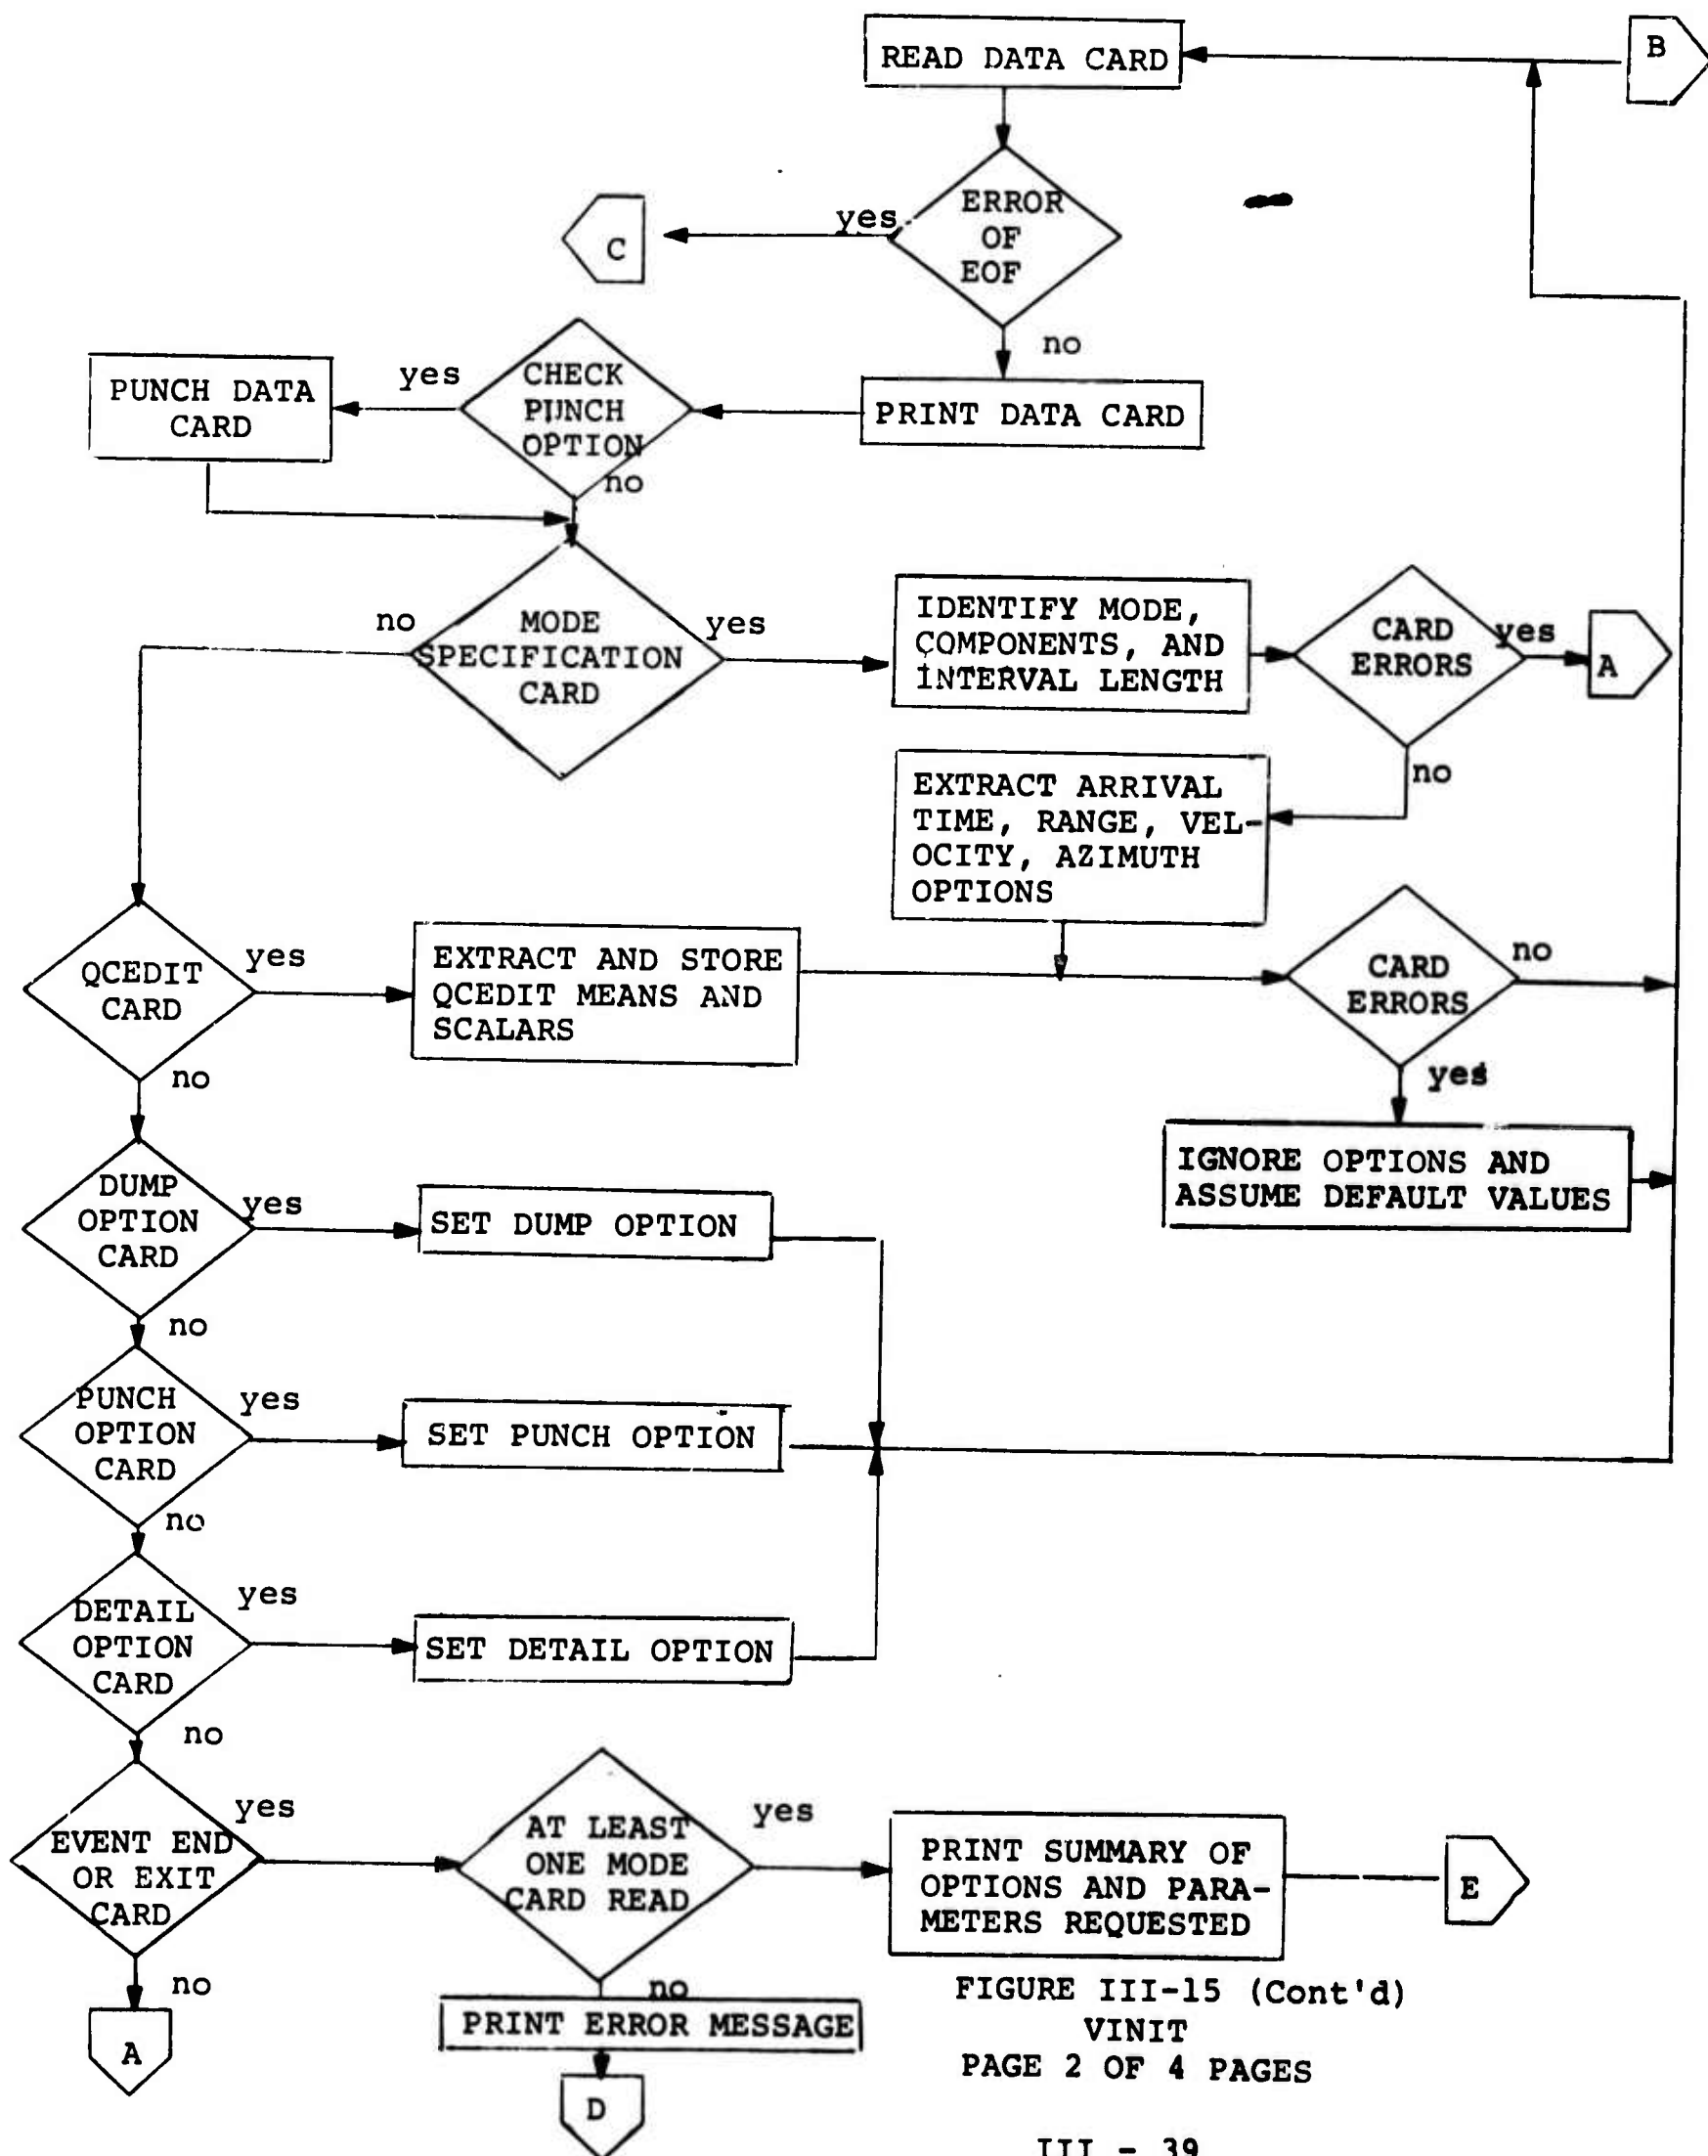 READ DATA CARD
B
ERROR
OF
EOF
yes
C
no
PRINT DATA CARD
CHECK
PUNCH
OPTION
yes
PUNCH DATA
CARD
no
MODE
SPECIFICATION
CARD
no
yes
IDENTIFY MODE,
COMPONENTS, AND
INTERVAL LENGTH
CARD
ERRORS
yes
A
no
EXTRACT ARRIVAL
TIME, RANGE, VEL-
OCITY, AZIMUTH
OPTIONS
QCEDIT
CARD
yes
EXTRACT AND STORE
QCEDIT MEANS AND
SCALARS
CARD
ERRORS
no
yes
IGNORE OPTIONS AND
ASSUME DEFAULT VALUES
no
DUMP
OPTION
CARD
yes
SET DUMP OPTION
no
PUNCH
OPTION
CARD
yes
SET PUNCH OPTION
no
DETAIL
OPTION
CARD
yes
SET DETAIL OPTION
no
EVENT END
OR EXIT
CARD
yes
AT LEAST
ONE MODE
CARD READ
yes
PRINT SUMMARY OF
OPTIONS AND PARA-
METERS REQUESTED
E
no
A
no
PRINT ERROR MESSAGE
D
FIGURE III-15 (Cont'd)
VINIT
PAGE 2 OF 4 PAGES
III - 39